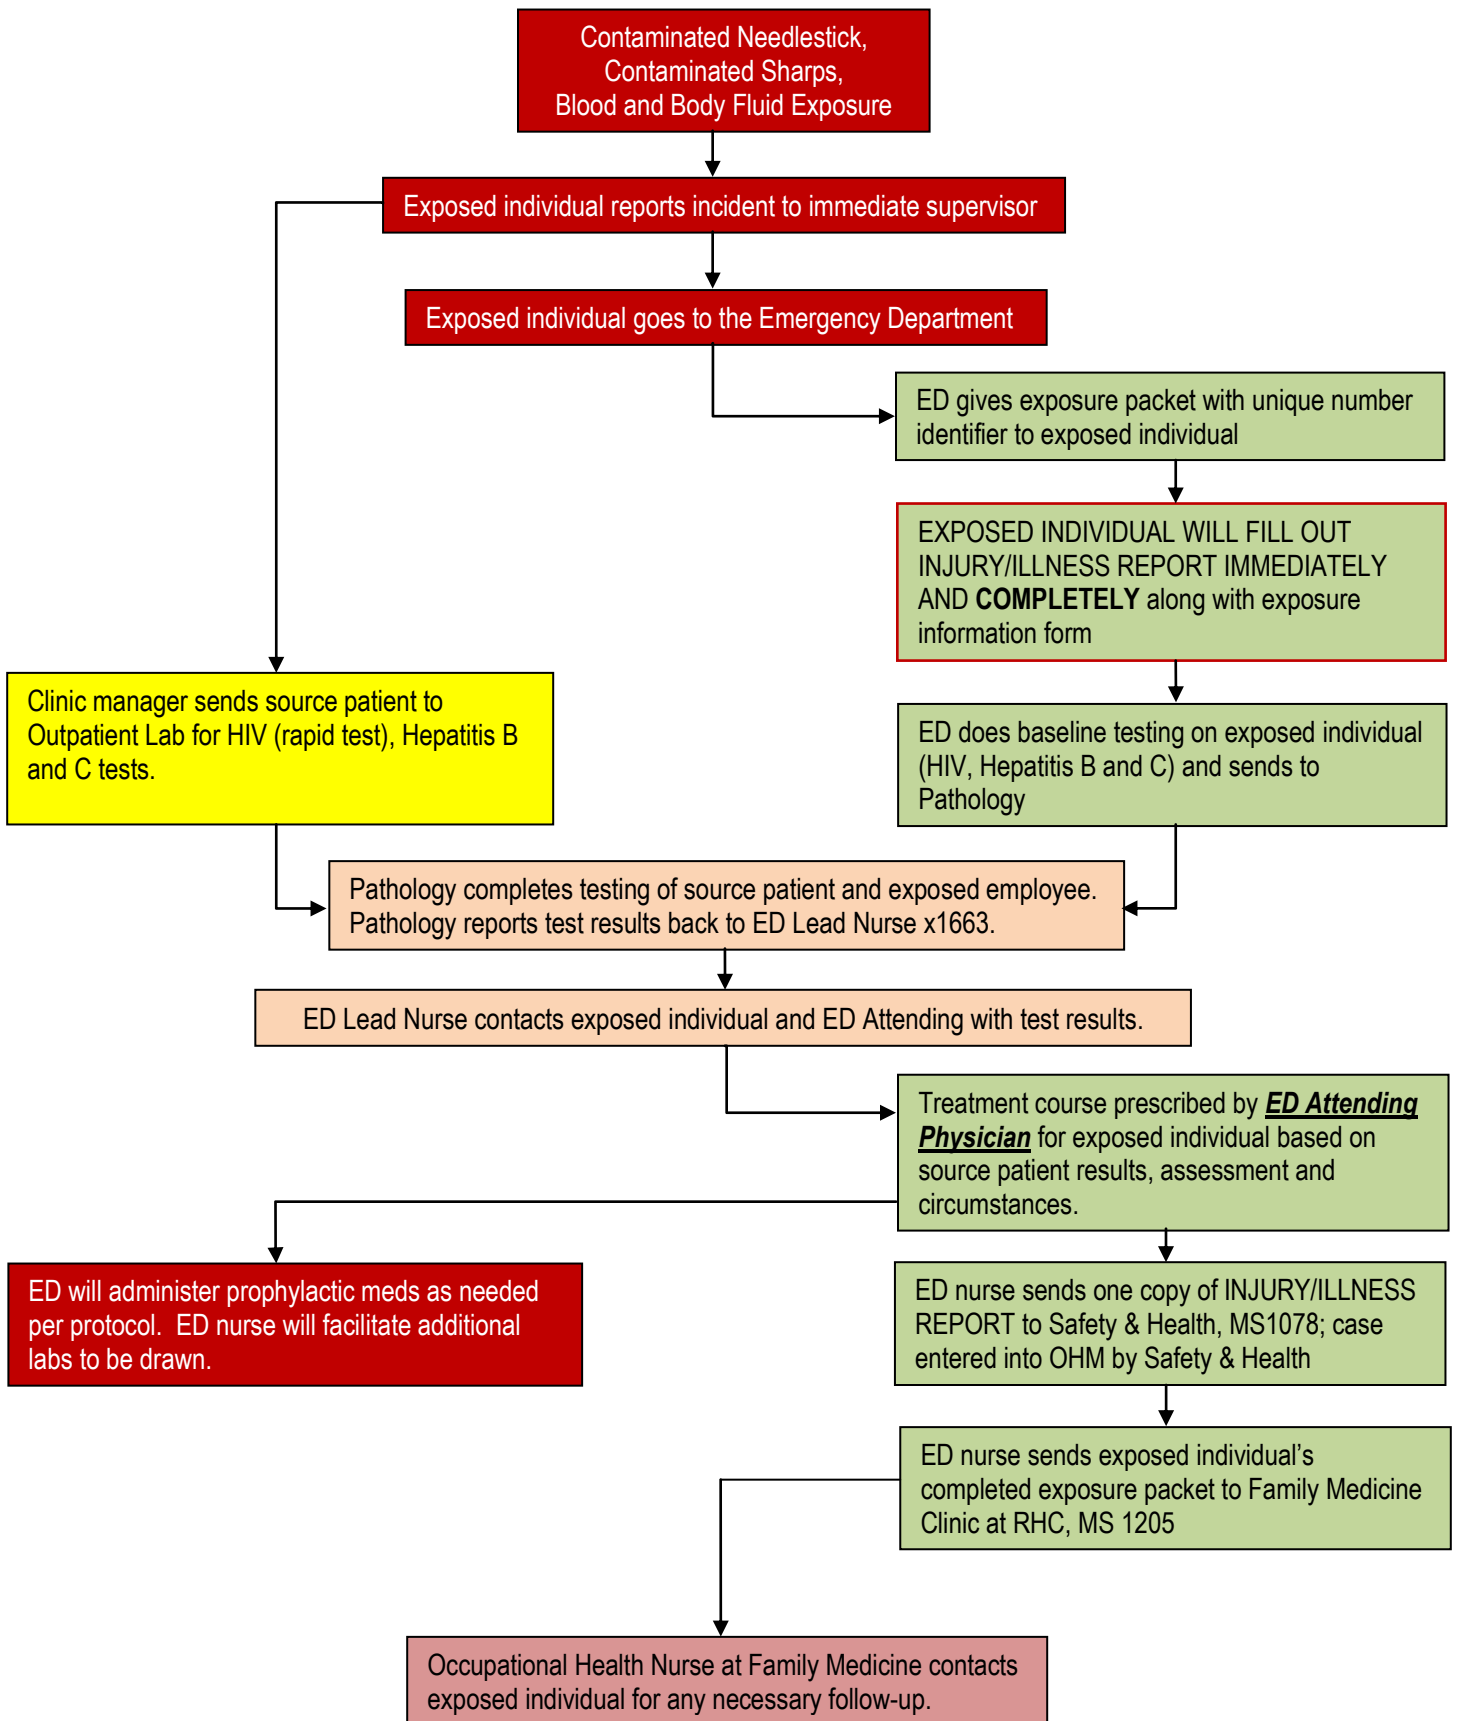 Contaminated Needlestick,
Contaminated Sharps,
Blood and Body Fluid Exposure
Exposed individual reports incident to immediate supervisor
Exposed individual goes to the Emergency Department
ED gives exposure packet with unique number
identifier to exposed individual
EXPOSED INDIVIDUAL WILL FILL OUT
INJURY/ILLNESS REPORT IMMEDIATELY
AND COMPLETELY along with exposure
information form
Clinic manager sends source patient to
Outpatient Lab for HIV (rapid test), Hepatitis B
and C tests.
ED does baseline testing on exposed individual
(HIV, Hepatitis B and C) and sends to
Pathology
Pathology completes testing of source patient and exposed employee.
Pathology reports test results back to ED Lead Nurse x1663.
ED Lead Nurse contacts exposed individual and ED Attending with test results.
Treatment course prescribed by ED Attending
Physician for exposed individual based on
source patient results, assessment and
circumstances.
ED will administer prophylactic meds as needed
per protocol.  ED nurse will facilitate additional
labs to be drawn.
ED nurse sends one copy of INJURY/ILLNESS
REPORT to Safety & Health, MS1078; case
entered into OHM by Safety & Health
ED nurse sends exposed individual’s
completed exposure packet to Family Medicine
Clinic at RHC, MS 1205
Occupational Health Nurse at Family Medicine contacts
exposed individual for any necessary follow-up.